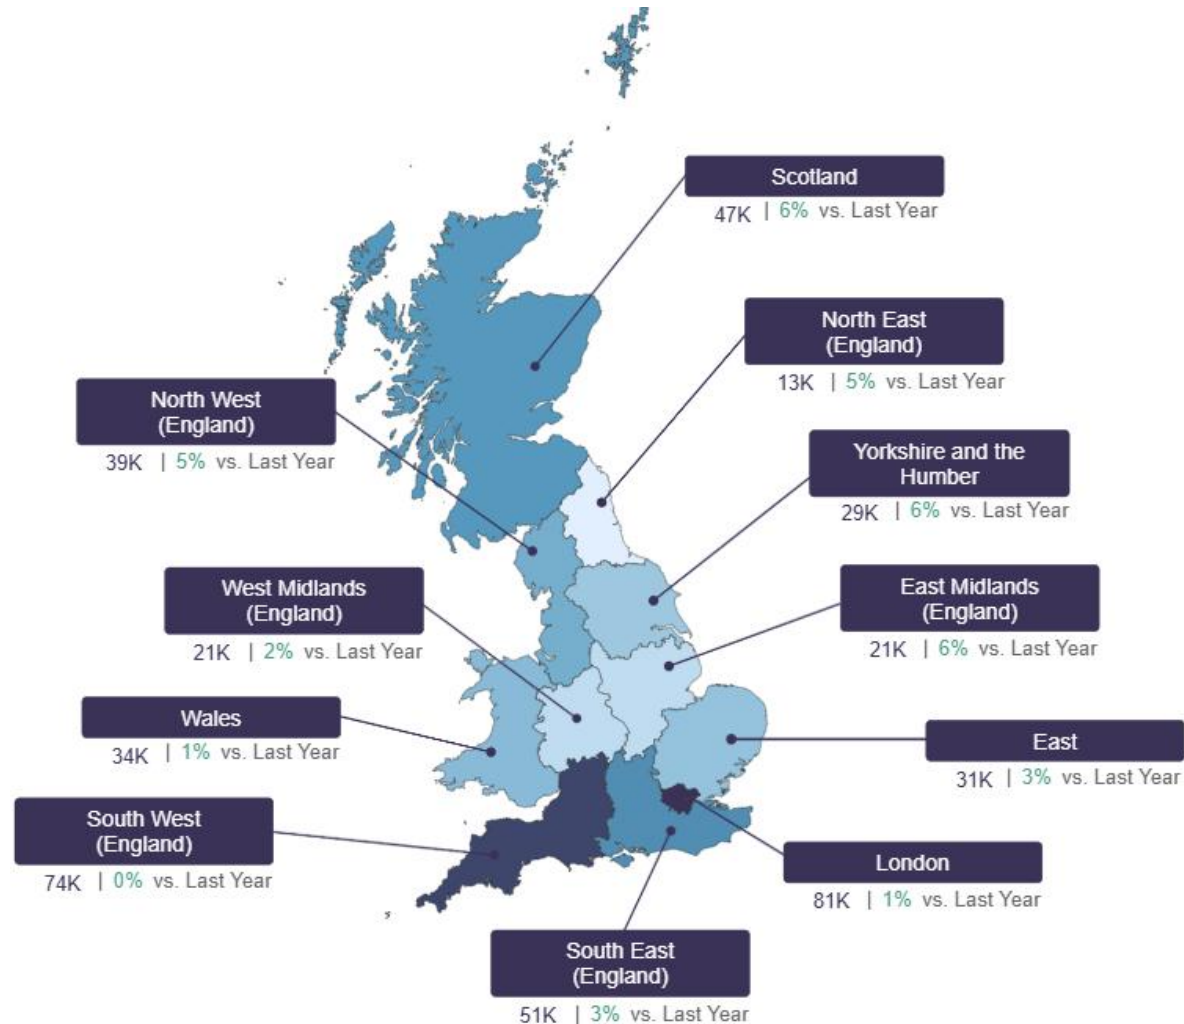 Scotland
47K | 6% vs. Last Year
North East
(England)
13K | 5% vs. Last Year
North West
(England)
39K | 5% vs. Last Year
Yorkshire and the
Humber
29K | 6% vs. Last Year
West Midlands
(England)
21K | 2% vs. Last Year
East Midlands
(England)
21K | 6% vs. Last Year
Wales
34K | 1% vs. Last Year
East
31K | 3% vs. Last Year
South West
(England)
74K | 0% vs. Last Year
London
81K | 1% vs. Last Year
South East
(England)
51K | 3% vs. Last Year